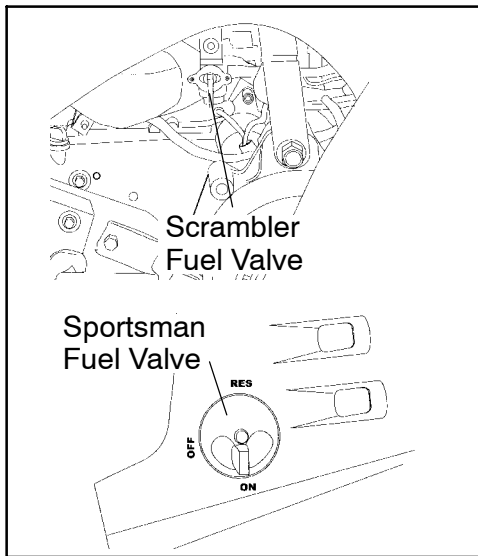 Scrambler
Fuel Valve
Sportsman
Fuel Valve
RES
OFF
ON